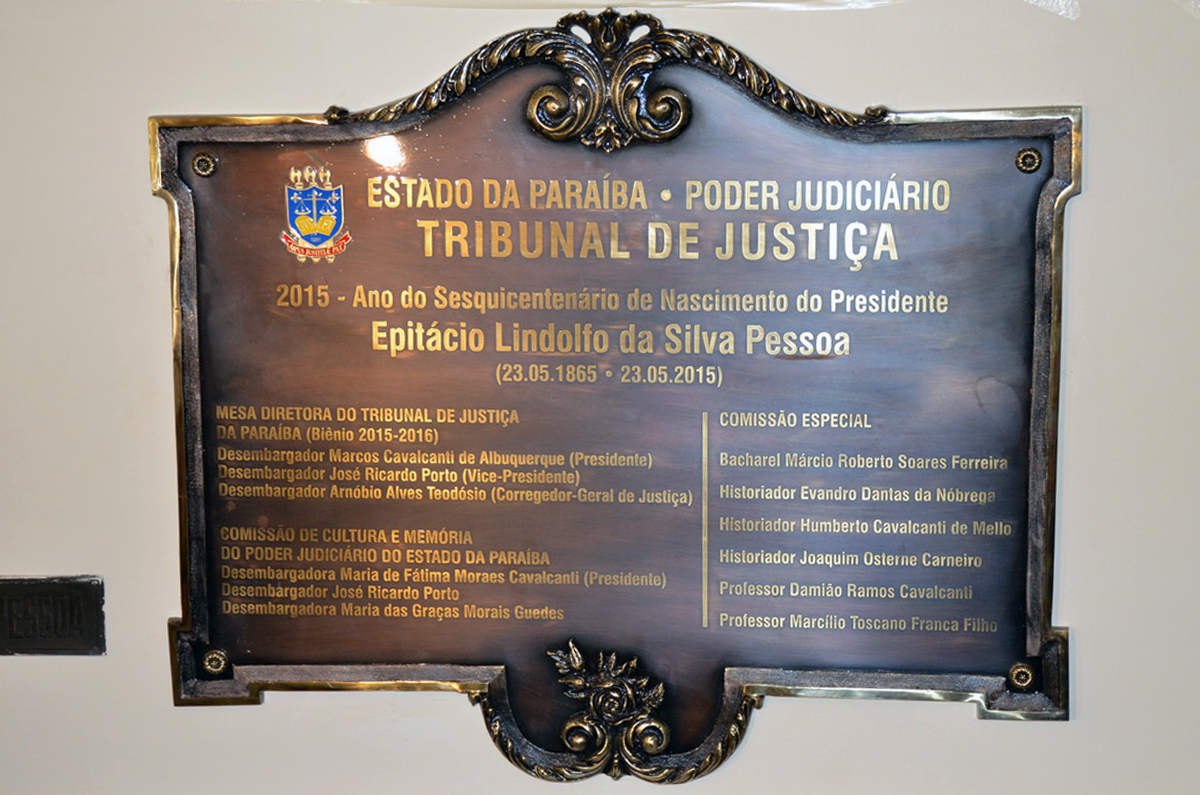 ESTADO DA PARAÍBA • PODER JUDICIÁRIO
TRIBUNAL DE JUSTIÇA
2015 - Ano do Sesquicentenário de Nascimento do Presidente
Epitácio Lindolfo da Silva Pessoa
(23.05.1865 • 23.05.2015)
MESA DIRETORA DO TRIBUNAL DE JUSTIÇA
DA PARAÍBA (Biênio 2015-2016)
Desembargador Marcos Cavalcanti de Albuquerque (Presidente)
Desembargador José Ricardo Porto (Vice-Presidente)
Desembargador Arnóbio Alves Teodósio (Corregedor-Geral de Justiça)
COMISSÃO DE CULTURA E MEMÓRIA
DO PODER JUDICIÁRIO DO ESTADO DA PARAÍBA
Desembargadora Maria de Fátima Moraes Cavalcanti (Presidente)
Desembargador José Ricardo Porto
Desembargadora Maria das Graças Morais Guedes
COMISSÃO ESPECIAL
Bacharel Márcio Roberto Soares Ferreira
Historiador Evandro Dantas da Nóbrega
Historiador Humberto Cavalcanti de Mello
Historiador Joaquim Osterne Carneiro
Professor Damião Ramos Cavalcanti
Professor Marcílio Toscano Franca Filho